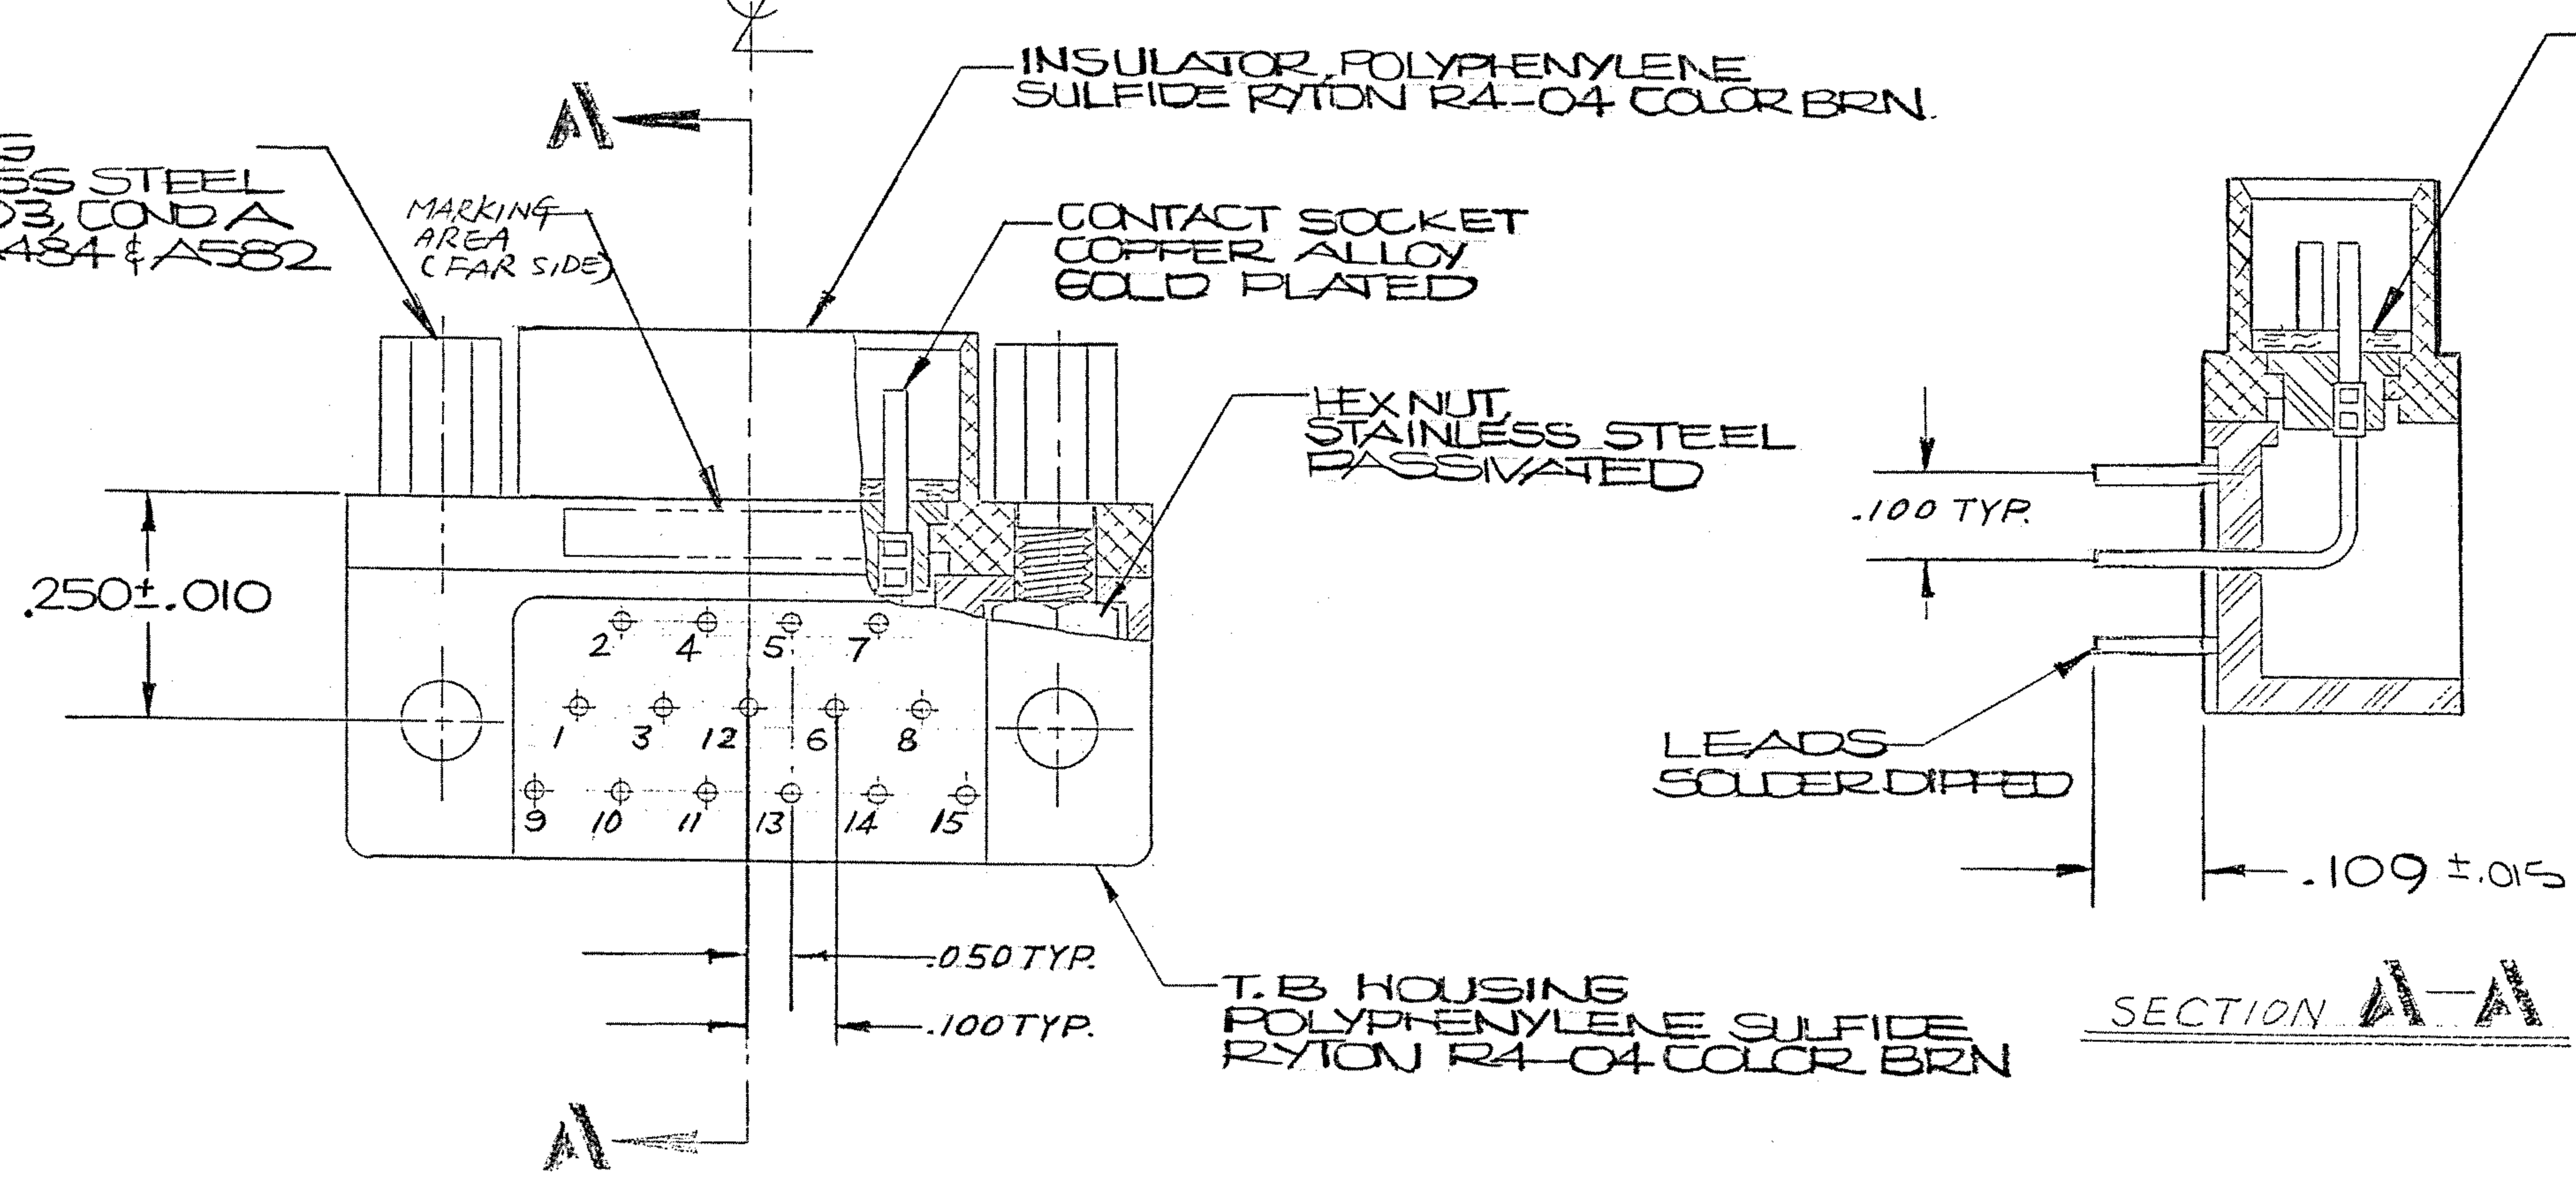 INSULATOR, POLYPHENYLENE
SULFIDE RYTON R4-04 COLOR BRN.
A
STEEL
COND A
A582
MARKING
AREA
(FAR SIDE)
CONTACT SOCKET
COPPER ALLOY
GOLD PLATED
HEX NUT,
STAINLESS STEEL
PASSIVATED
.250±.010
2 4 5 7
1 3 12 6 8
9 10 11 13 14 15
.050 TYP.
.100 TYP.
T.B HOUSING
POLYPHENYLENE SULFIDE
RYTON R4-04 COLOR BRN
A
.100 TYP.
LEADS
SOLDER DIPPED
.109 ±.015
SECTION A-A